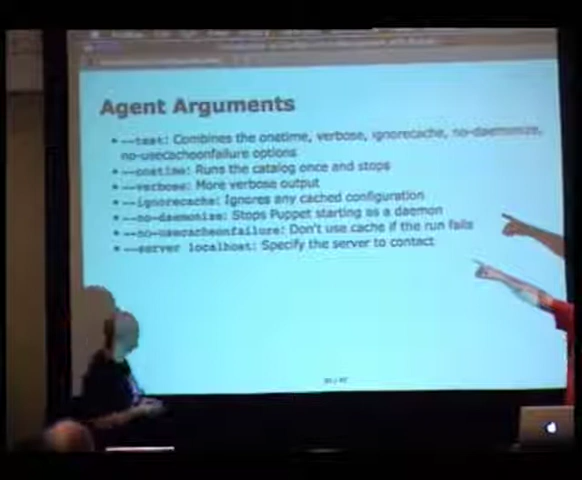 Agent Arguments
--test: Combines the onetime, verbose, ignorecache, no-daemonize,
no-usecacheonfailure options
--onetime: Runs the catalog once and stops
--verbose: More verbose output
--ignorecache: Ignores any cached configuration
--no-daemonize: Stops Puppet starting as a daemon
--no-usecacheonfailure: Don't use cache if the run fails
--server localhost: Specify the server to contact